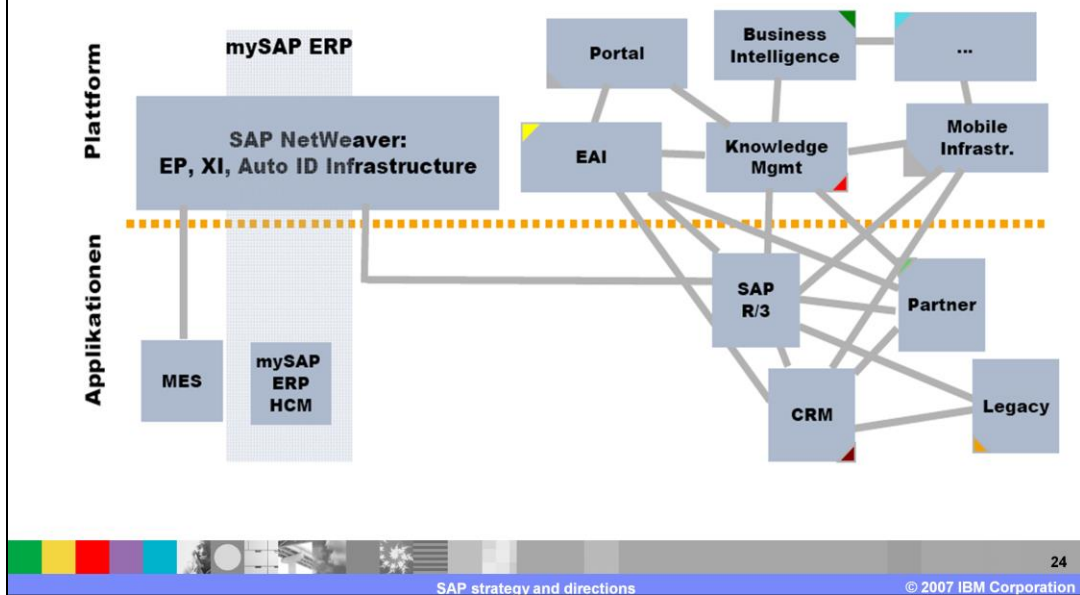 Plattform
mySAP ERP
SAP NetWeaver:
EP, XI, Auto ID Infrastructure
Portal
Business
Intelligence
...
EAI
Knowledge
Mgmt
Mobile
Infrastr.
Applikationen
MES
mySAP
ERP
HCM
SAP
R/3
Partner
CRM
Legacy
24
SAP strategy and directions
© 2007 IBM Corporation